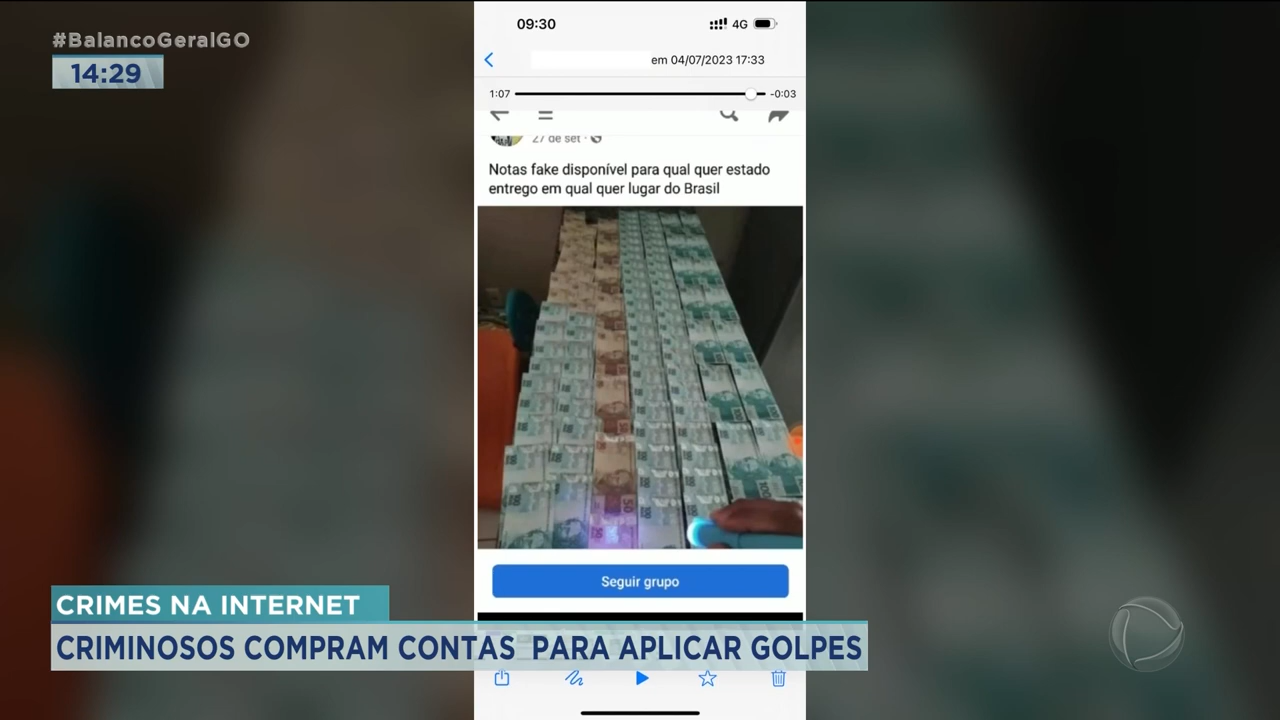 #BalancoGeralGO
14:29
09:30
4G
em 04/07/2023 17:33
1:07
-0:03
27 de set
Notas fake disponível para qual quer estado
entrego em qual quer lugar do Brasil
100
50
Seguir grupo
CRIMES NA INTERNET
CRIMINOSOS COMPRAM CONTAS PARA APLICAR GOLPES